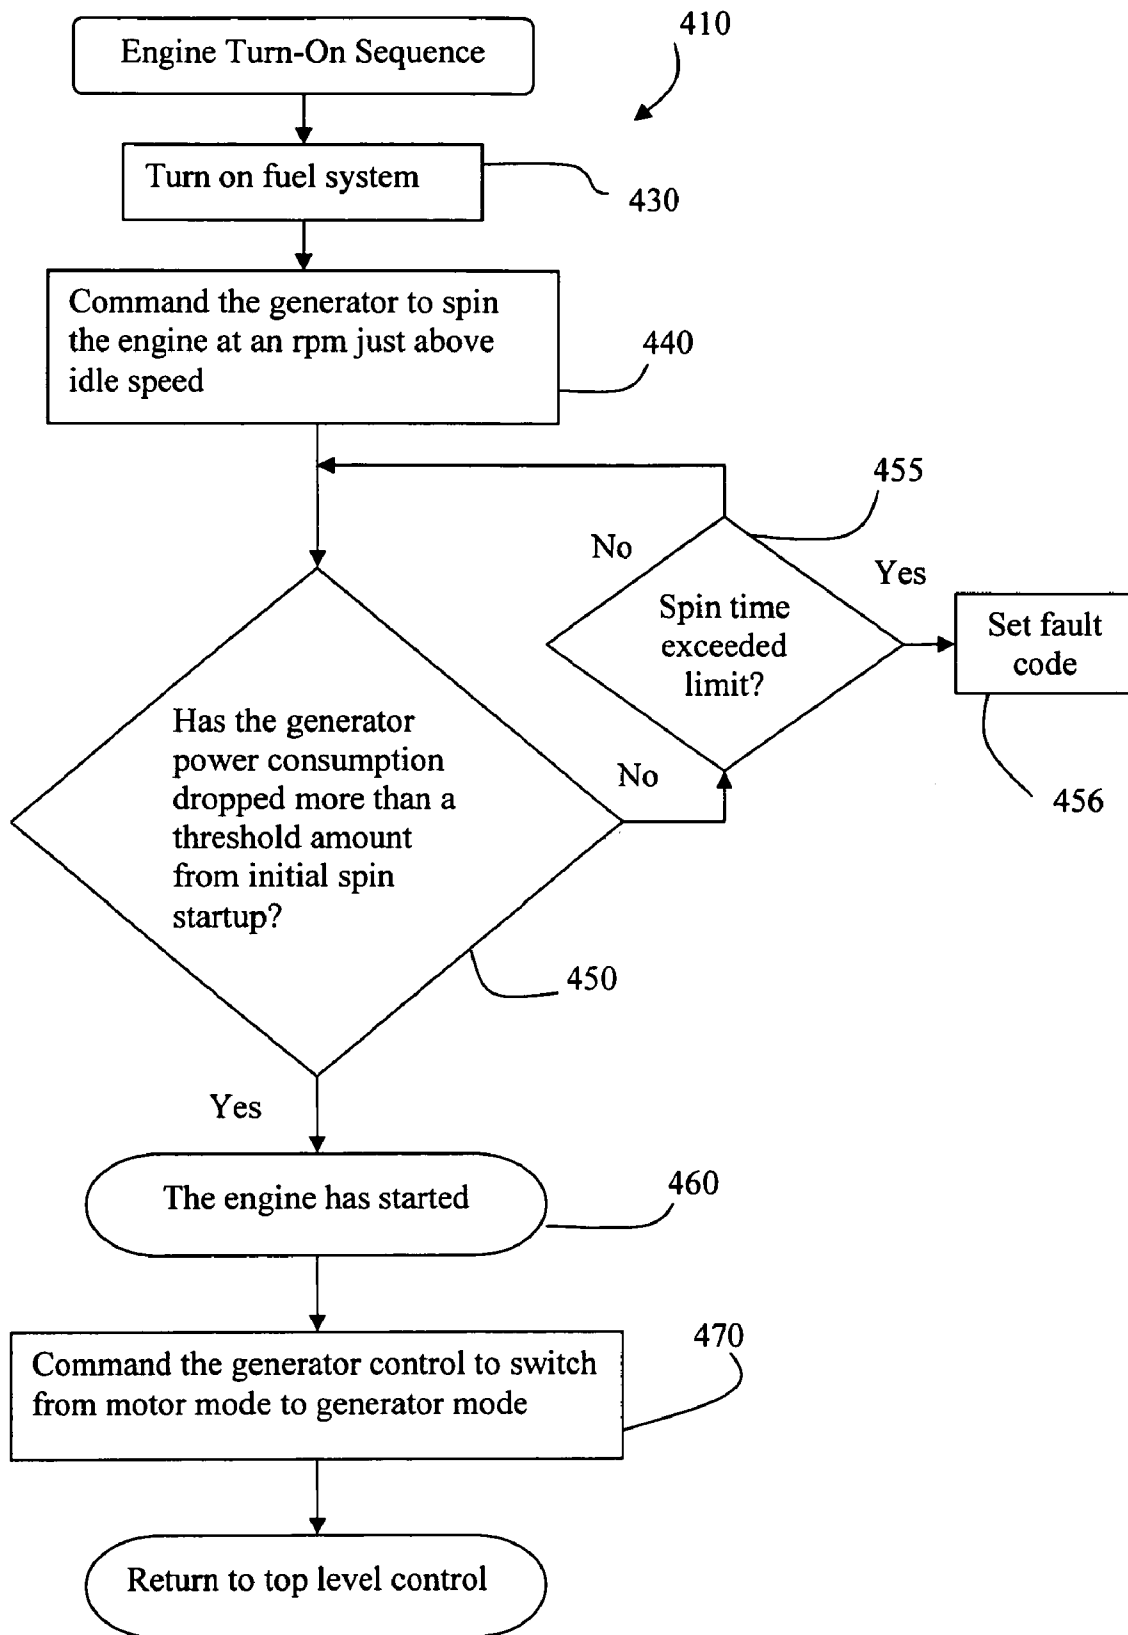 Engine Turn-On Sequence
410
Turn on fuel system
430
Command the generator to spin
the engine at an rpm just above
idle speed
440
455
No
Yes
Spin time
exceeded
limit?
Set fault
code
456
Has the generator
power consumption
dropped more than a
threshold amount
from initial spin
startup?
No
450
Yes
The engine has started
460
Command the generator control to switch
from motor mode to generator mode
470
Return to top level control